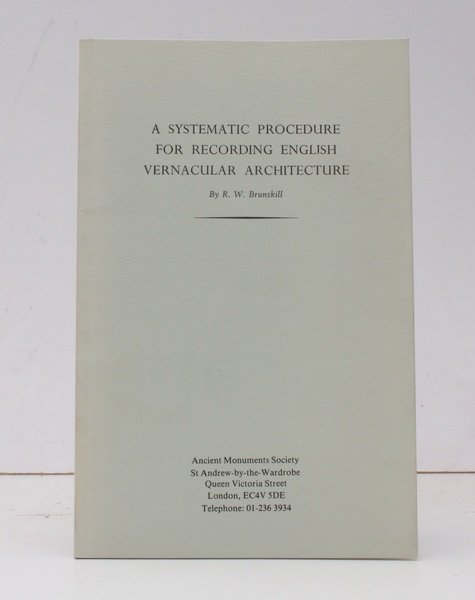 A SYSTEMATIC PROCEDURE
FOR RECORDING ENGLISH
VERNACULAR ARCHITECTURE
By R. W. Brunskill
Ancient Monuments Society
St Andrew-by-the-Wardrobe
Queen Victoria Street
London, EC4V 5DE
Telephone: 01-236 3934